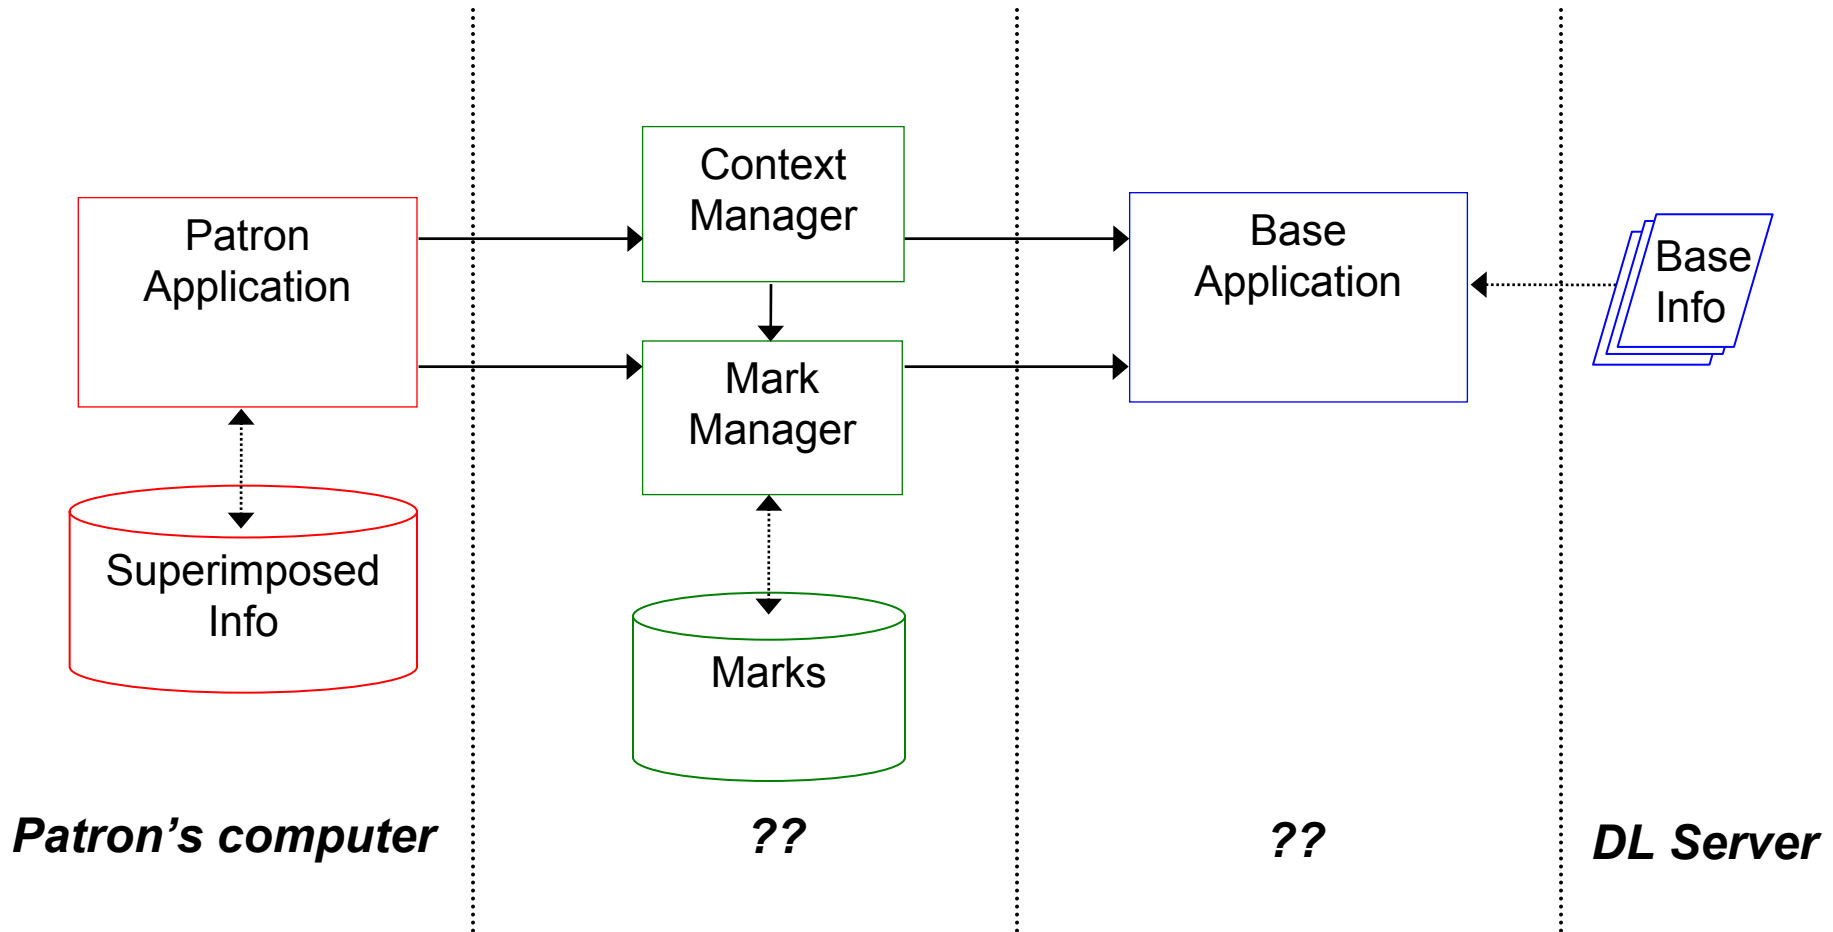 Patron
Application
Superimposed
Info
Context
Manager
Mark
Manager
Marks
Base
Application
Base
Info
Patron’s computer
??
??
DL Server